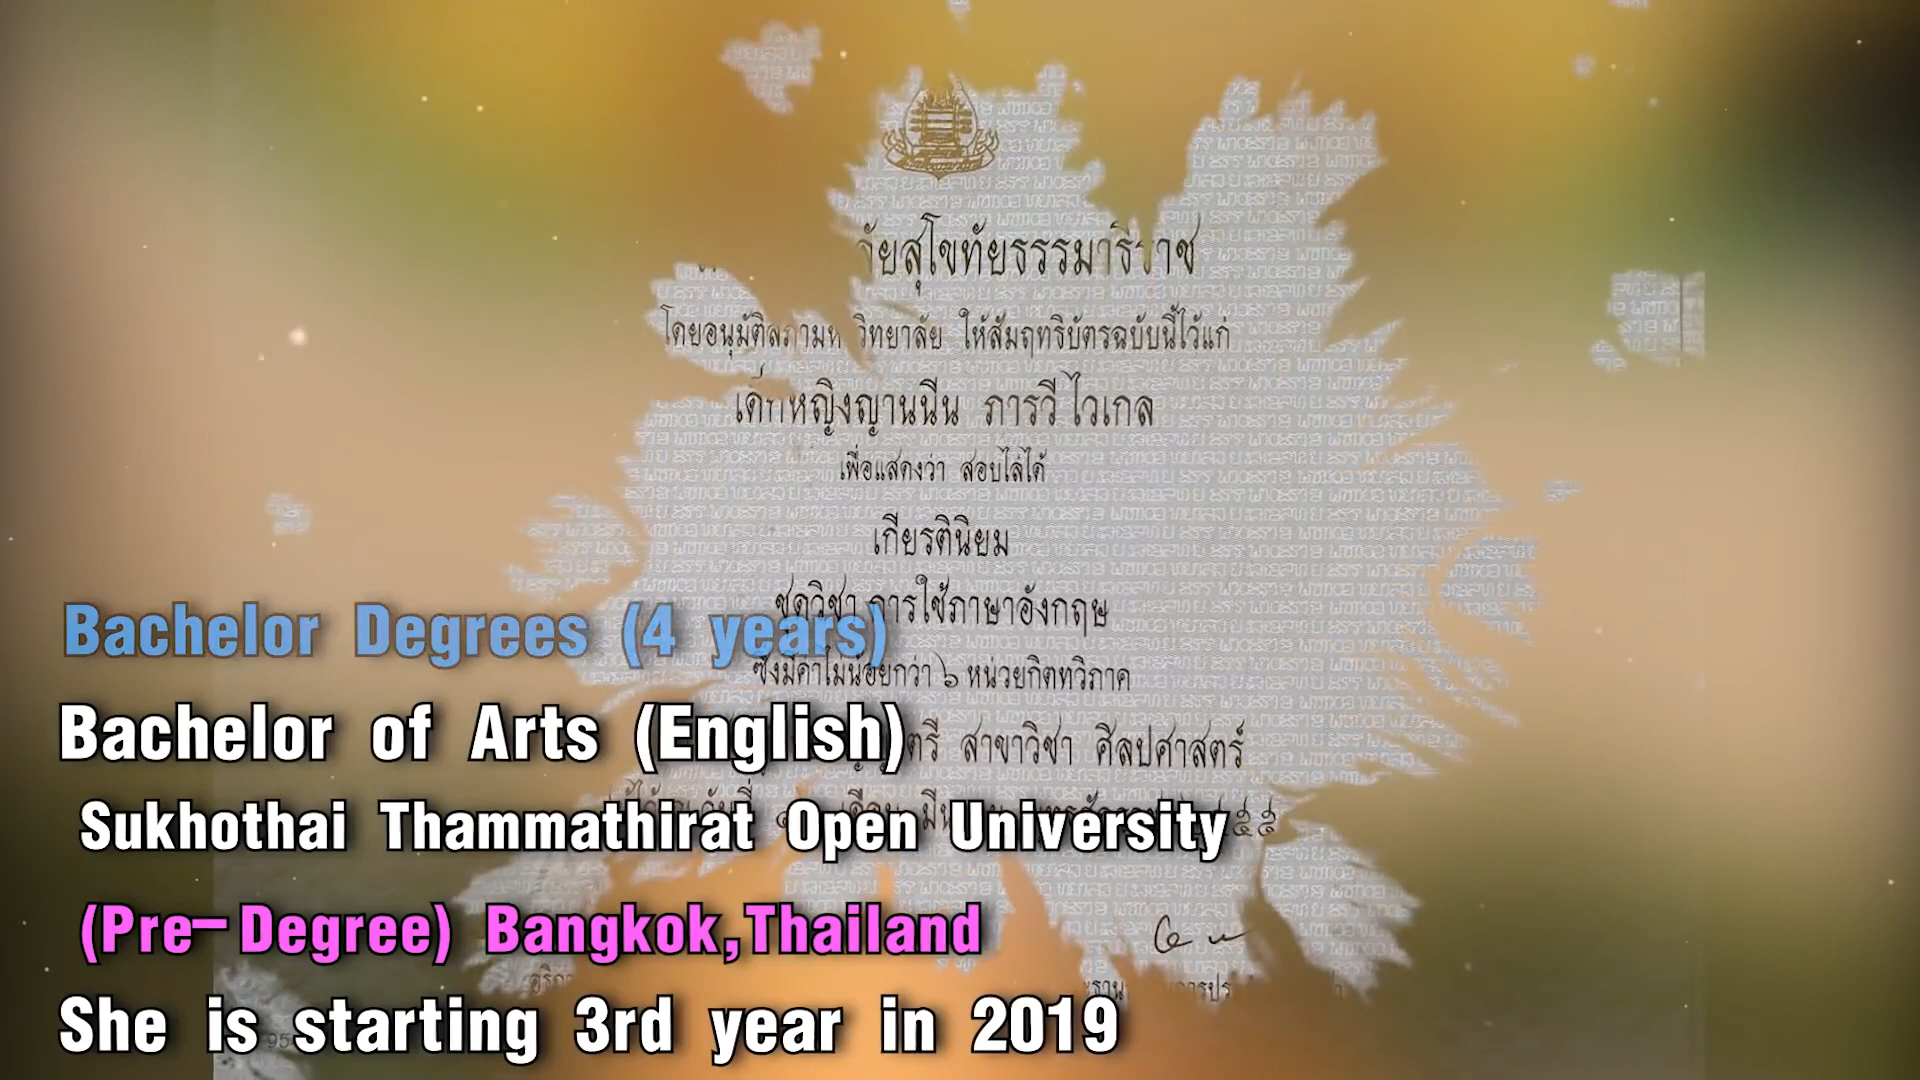 ัยสุโขทัยธรรมาธิราช
โดยอนุมัติสภามห วิทยาลัย ให้สัมฤทธิบัตรฉบับนี้ไว้แก่
เด็กหญิงญานนีน ภารวี ไวเกล
เพื่อแสดงว่า สอบไล่ได้
เกียรตินิยม
ชุดวิชา การใช้ภาษาอังกฤษ
Bachelor Degrees (4 years)
ซึ่งมีค่าไม่น้อยกว่า ๖ หน่วยกิตทวิภาค
Bachelor of Arts (English)
ตรี สาขาวิชา ศิลปศาสตร์
Sukhothai Thammathirat Open University
(Pre-Degree) Bangkok,Thailand
She is starting 3rd year in 2019